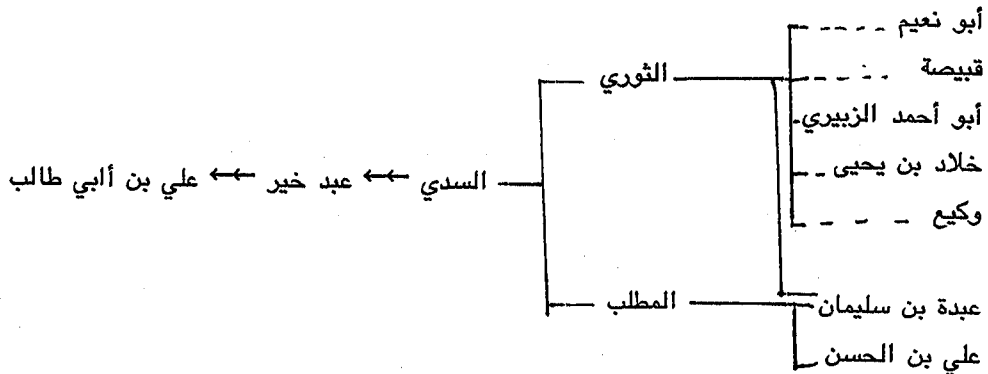 أبو نعيم
قبيصة
الثوري
أبو أحمد الزبيري
خلاد بن يحيى
السدي عبد خير علي بن أابي طالب
وكيع
عبدة بن سليمان
المطلب
علي بن الحسن